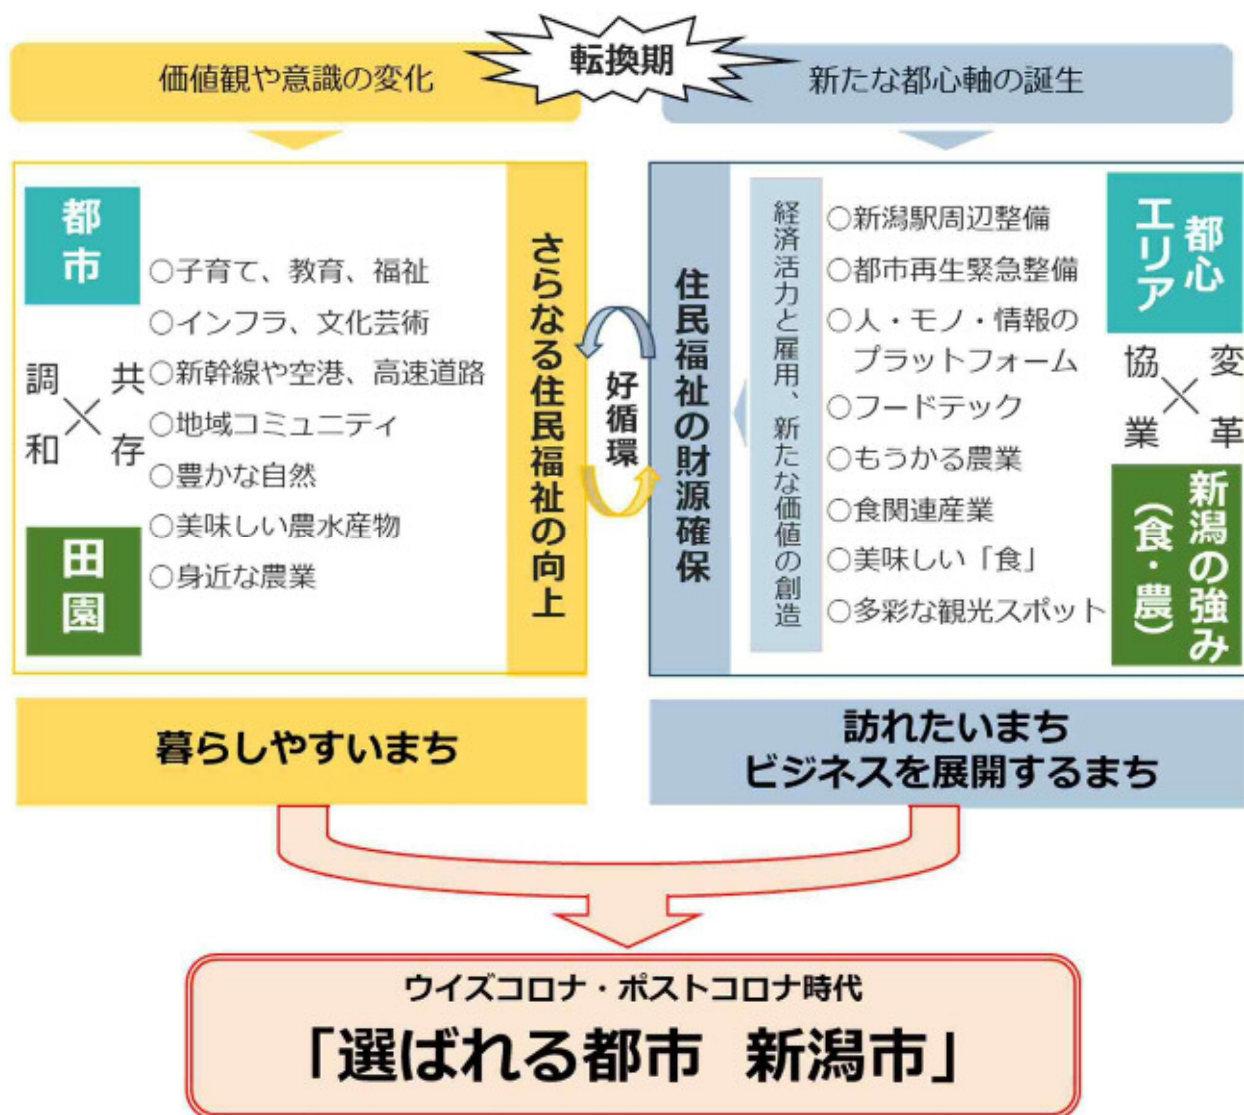 転換期
価値観や意識の変化
新たな都心軸の誕生
都市
調和
共存
田園
○子育て、教育、福祉
○インフラ、文化芸術
○新幹線や空港、高速道路
○地域コミュニティ
○豊かな自然
○美味しい農水産物
○身近な農業
さらなる住民福祉の向上
好循環
住民福祉の財源確保
経済活力と雇用、新たな価値の創造
○新潟駅周辺整備
○都市再生緊急整備
○人・モノ・情報の
プラットフォーム
○フードテック
○もうかる農業
○食関連産業
○美味しい「食」
○多彩な観光スポット
都心
エリア
変革
協業
新潟の強み
（食・農）
暮らしやすいまち
訪れたいまち
ビジネスを展開するまち
ウイズコロナ・ポストコロナ時代
「選ばれる都市 新潟市」